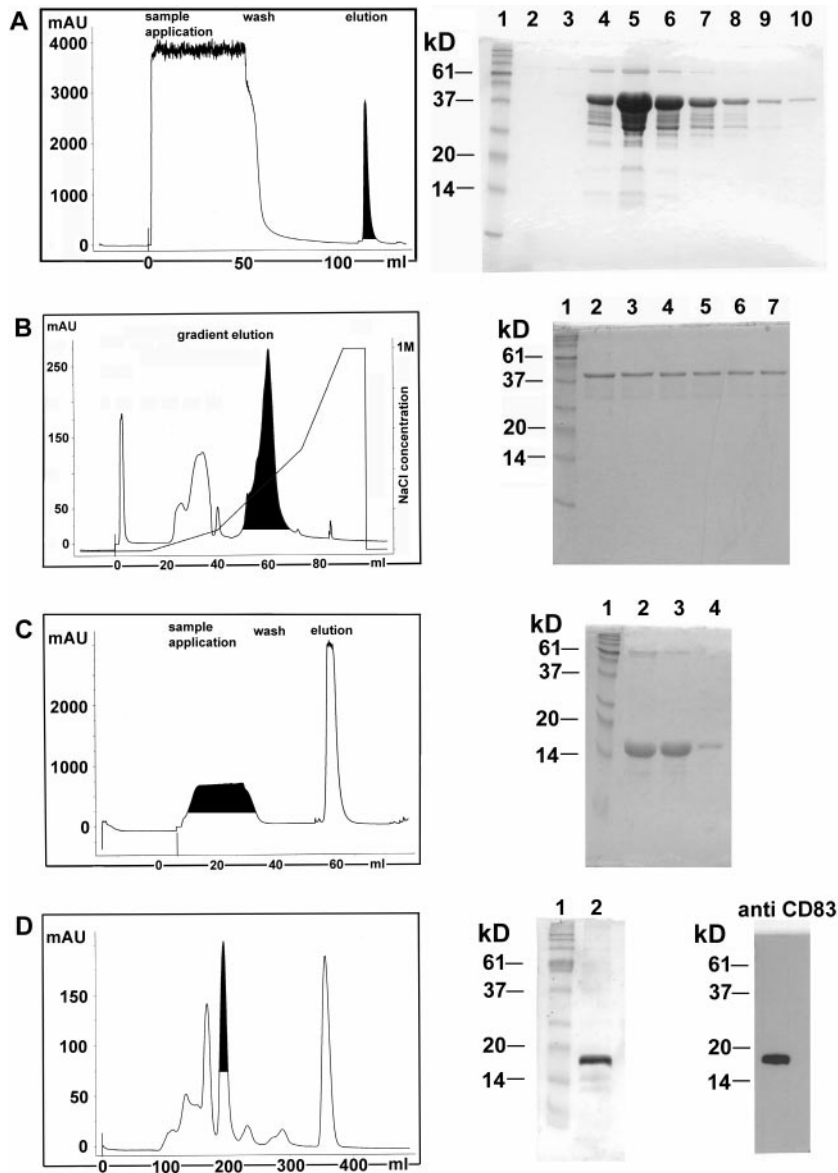 A
mAU
sample application
wash
elution
4000
3000
2000
1000
0
0 50 100 ml
kD
1 2 3 4 5 6 7 8 9 10
61
37
20
14
B
mAU
gradient elution
1M
250
150
50
0
NaCl concentration
0 20 40 60 80 ml
kD
1 2 3 4 5 6 7
61
37
20
14
C
mAU
sample application
wash
elution
2000
1000
0
0 20 40 60 ml
kD
1 2 3 4
61
37
20
14
D
mAU
150
100
50
0
0 100 200 300 400 ml
kD
1 2
61
37
20
14
anti CD83
kD
61
37
20
14